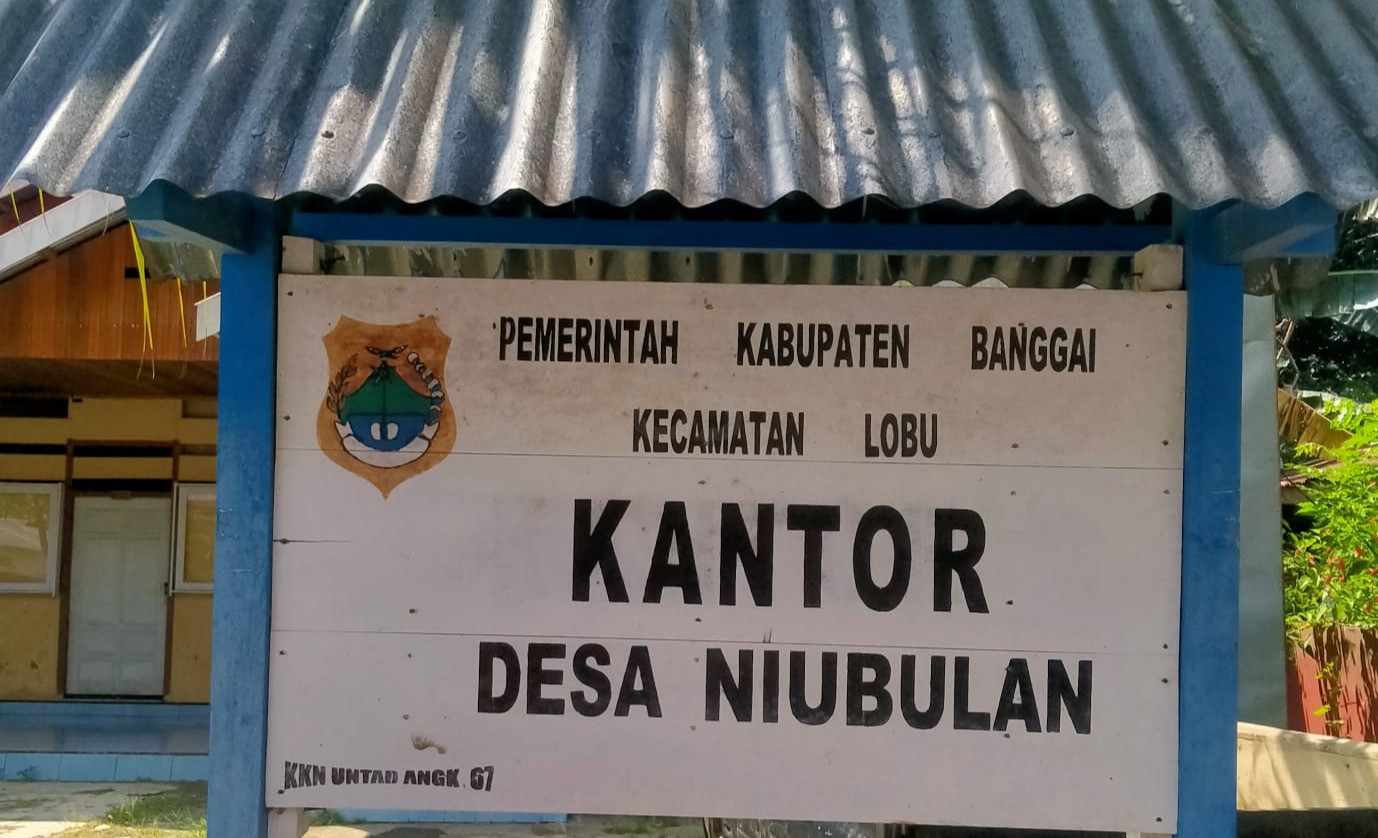 PEMERINTAH KABUPATEN BANGGAI
KECAMATAN LOBU
KANTOR
DESA NIUBULAN
KKN UNTAD ANGK. 67